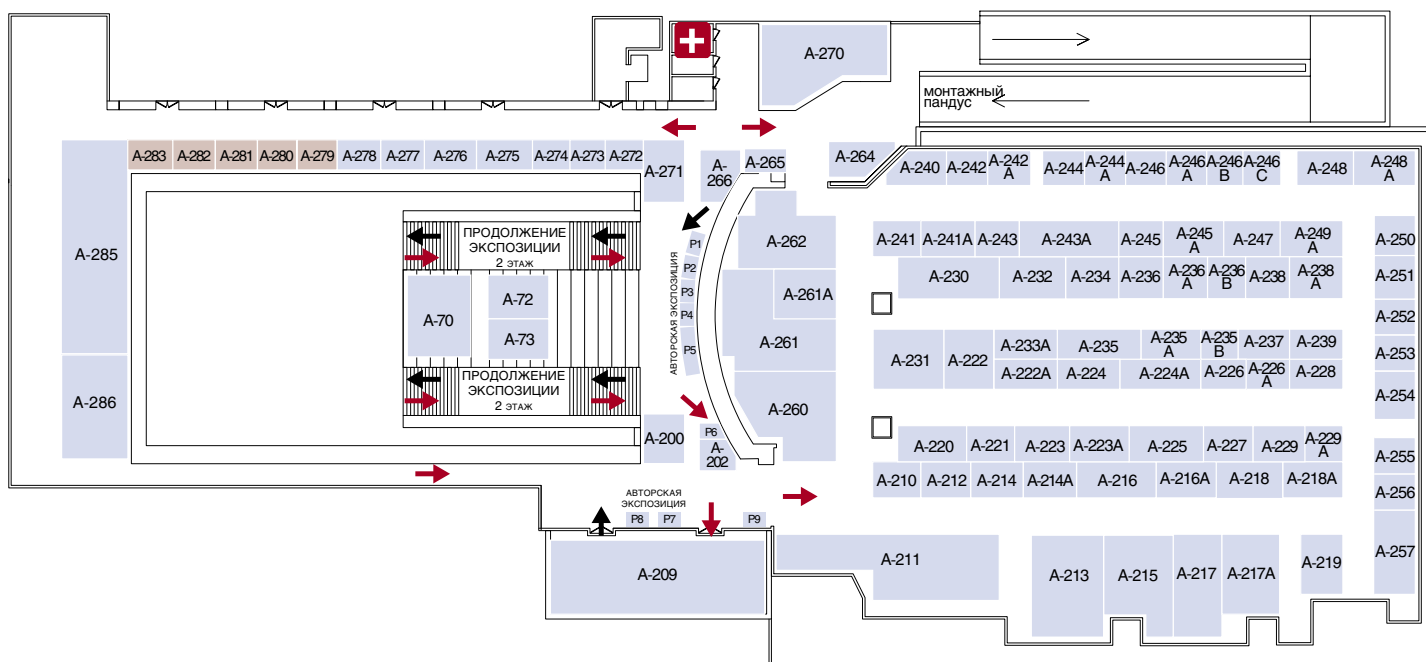 А-270
монтажный
пандус
А-283 А-282 А-281 А-280 А-279 А-278 А-277 А-276 А-275 А-274 А-273 А-272
А-271
А-
266
А-265
А-264
А-240 А-242 А-242
А
А-244 А-244
А
А-246 А-246
А
А-246
В
А-246
С
А-248 А-248
А
А-285
А-286
ПРОДОЛЖЕНИЕ
ЭКСПОЗИЦИИ
2 ЭТАЖ
А-70
А-72
А-73
ПРОДОЛЖЕНИЕ
ЭКСПОЗИЦИИ
2 ЭТАЖ
АВТОРСКАЯ ЭКСПОЗИЦИЯ
Р1
Р2
Р3
Р4
Р5
Р6
А-200
А-
202
А-262
А-261А
А-261
А-260
А-241 А-241А А-243 А-243А А-245 А-245
А
А-247 А-249
А
А-230 А-232 А-234 А-236 А-236
А
А-236
В
А-238 А-238
А
А-250
А-251
А-252
А-253
А-254
А-231 А-222
А-233А А-235 А-235
А
А-235
В
А-237 А-239
А-222А А-224 А-224А А-226 А-226
А
А-228
А-220 А-221 А-223 А-223А А-225 А-227 А-229 А-229
А
А-210 А-212 А-214 А-214А А-216 А-216А А-218 А-218А
А-255
А-256
А-257
АВТОРСКАЯ
ЭКСПОЗИЦИЯ
Р8 Р7 Р9
А-209
А-211
А-213 А-215 А-217 А-217А А-219